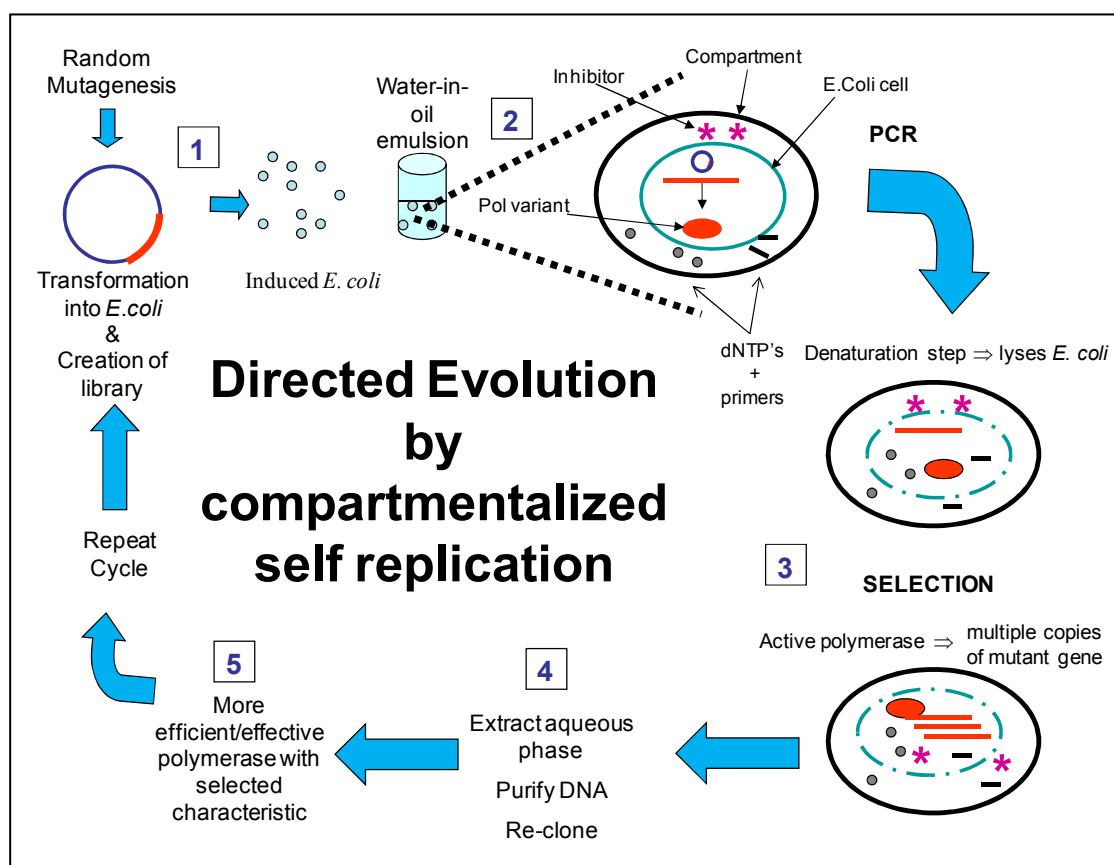 Random
Mutagenesis
1
Transformation
into E.coli
&
Creation of
library
Induced E. coli
Water-in-
oil
emulsion
2
Inhibitor
Compartment
E.Coli cell
Pol variant
dNTP's
+
primers
PCR
Denaturation step ⇒ lyses E. coli
3
SELECTION
Active polymerase ⇒ multiple copies
of mutant gene
4
Extract aqueous
phase
Purify DNA
Re-clone
5
More
efficient/effective
polymerase with
selected
characteristic
Repeat
Cycle
Directed Evolution
by
compartmentalized
self replication